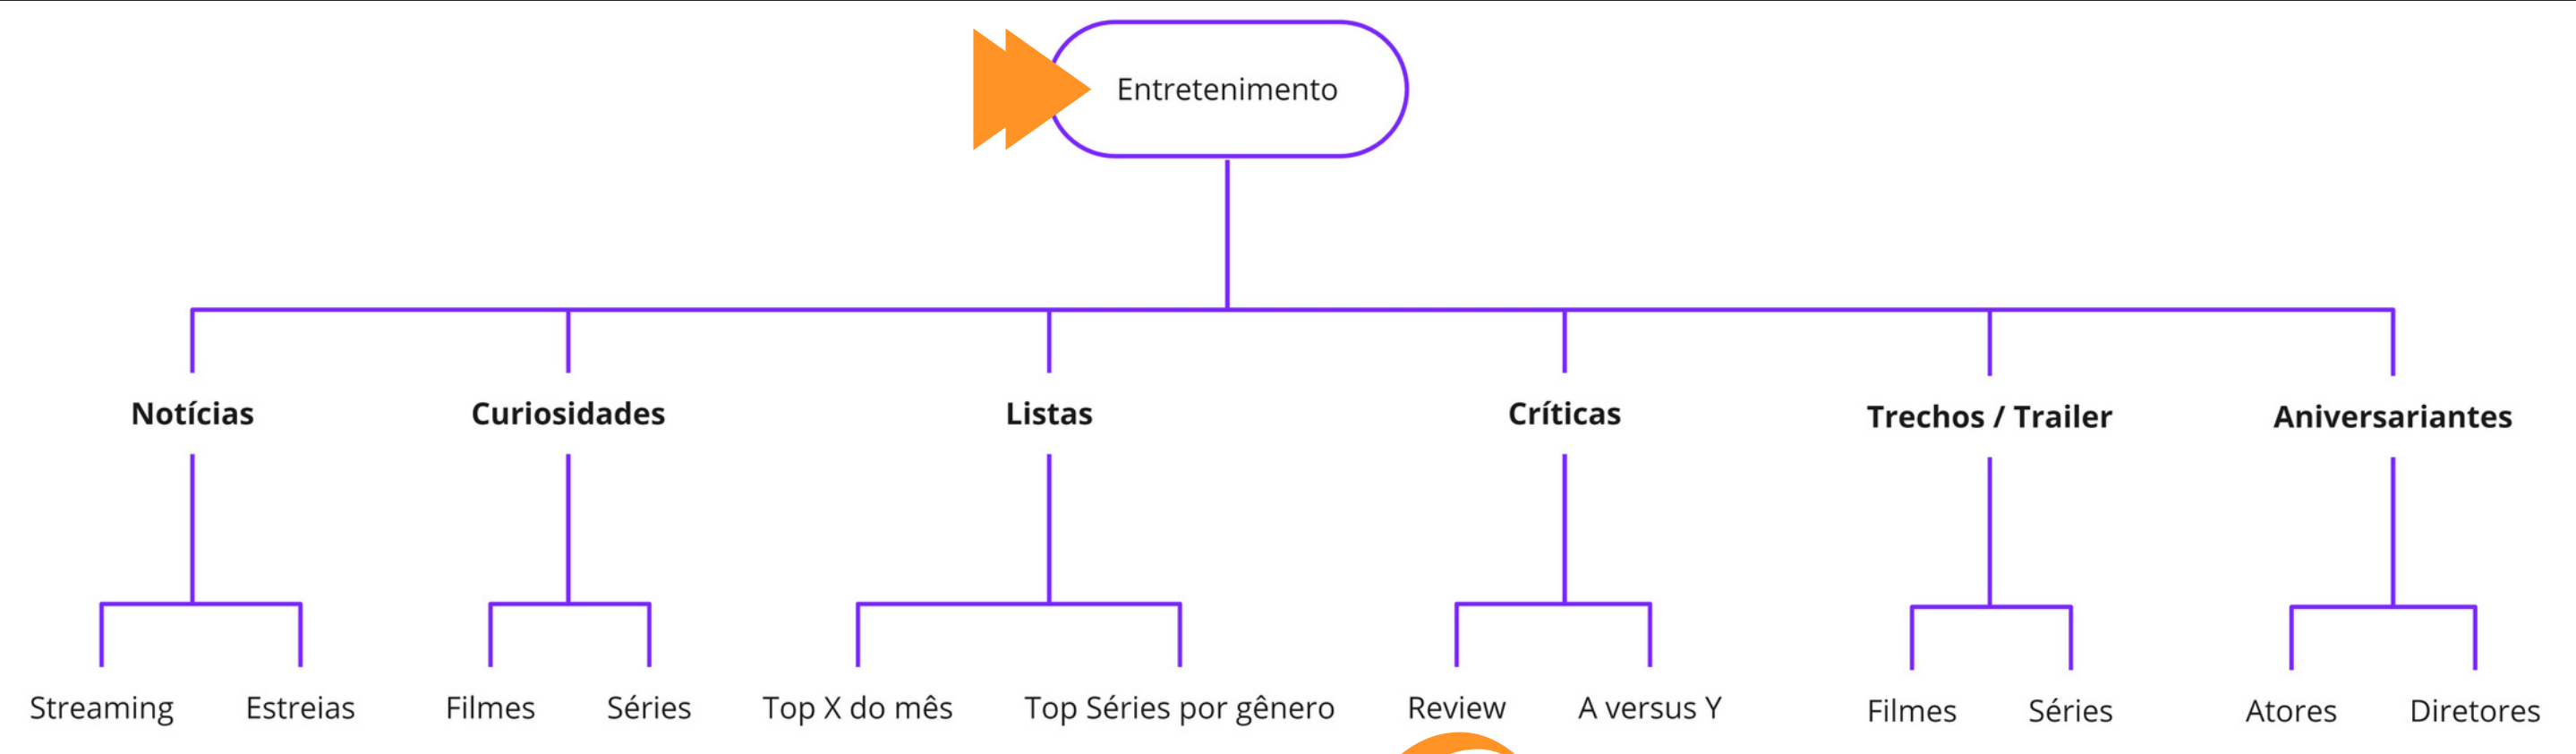 Entretenimento
Notícias
Curiosidades
Listas
Críticas
Trechos / Trailer
Aniversariantes
Streaming
Estreias
Filmes
Séries
Top X do mês
Top Séries por gênero
Review
A versus Y
Filmes
Séries
Atores
Diretores